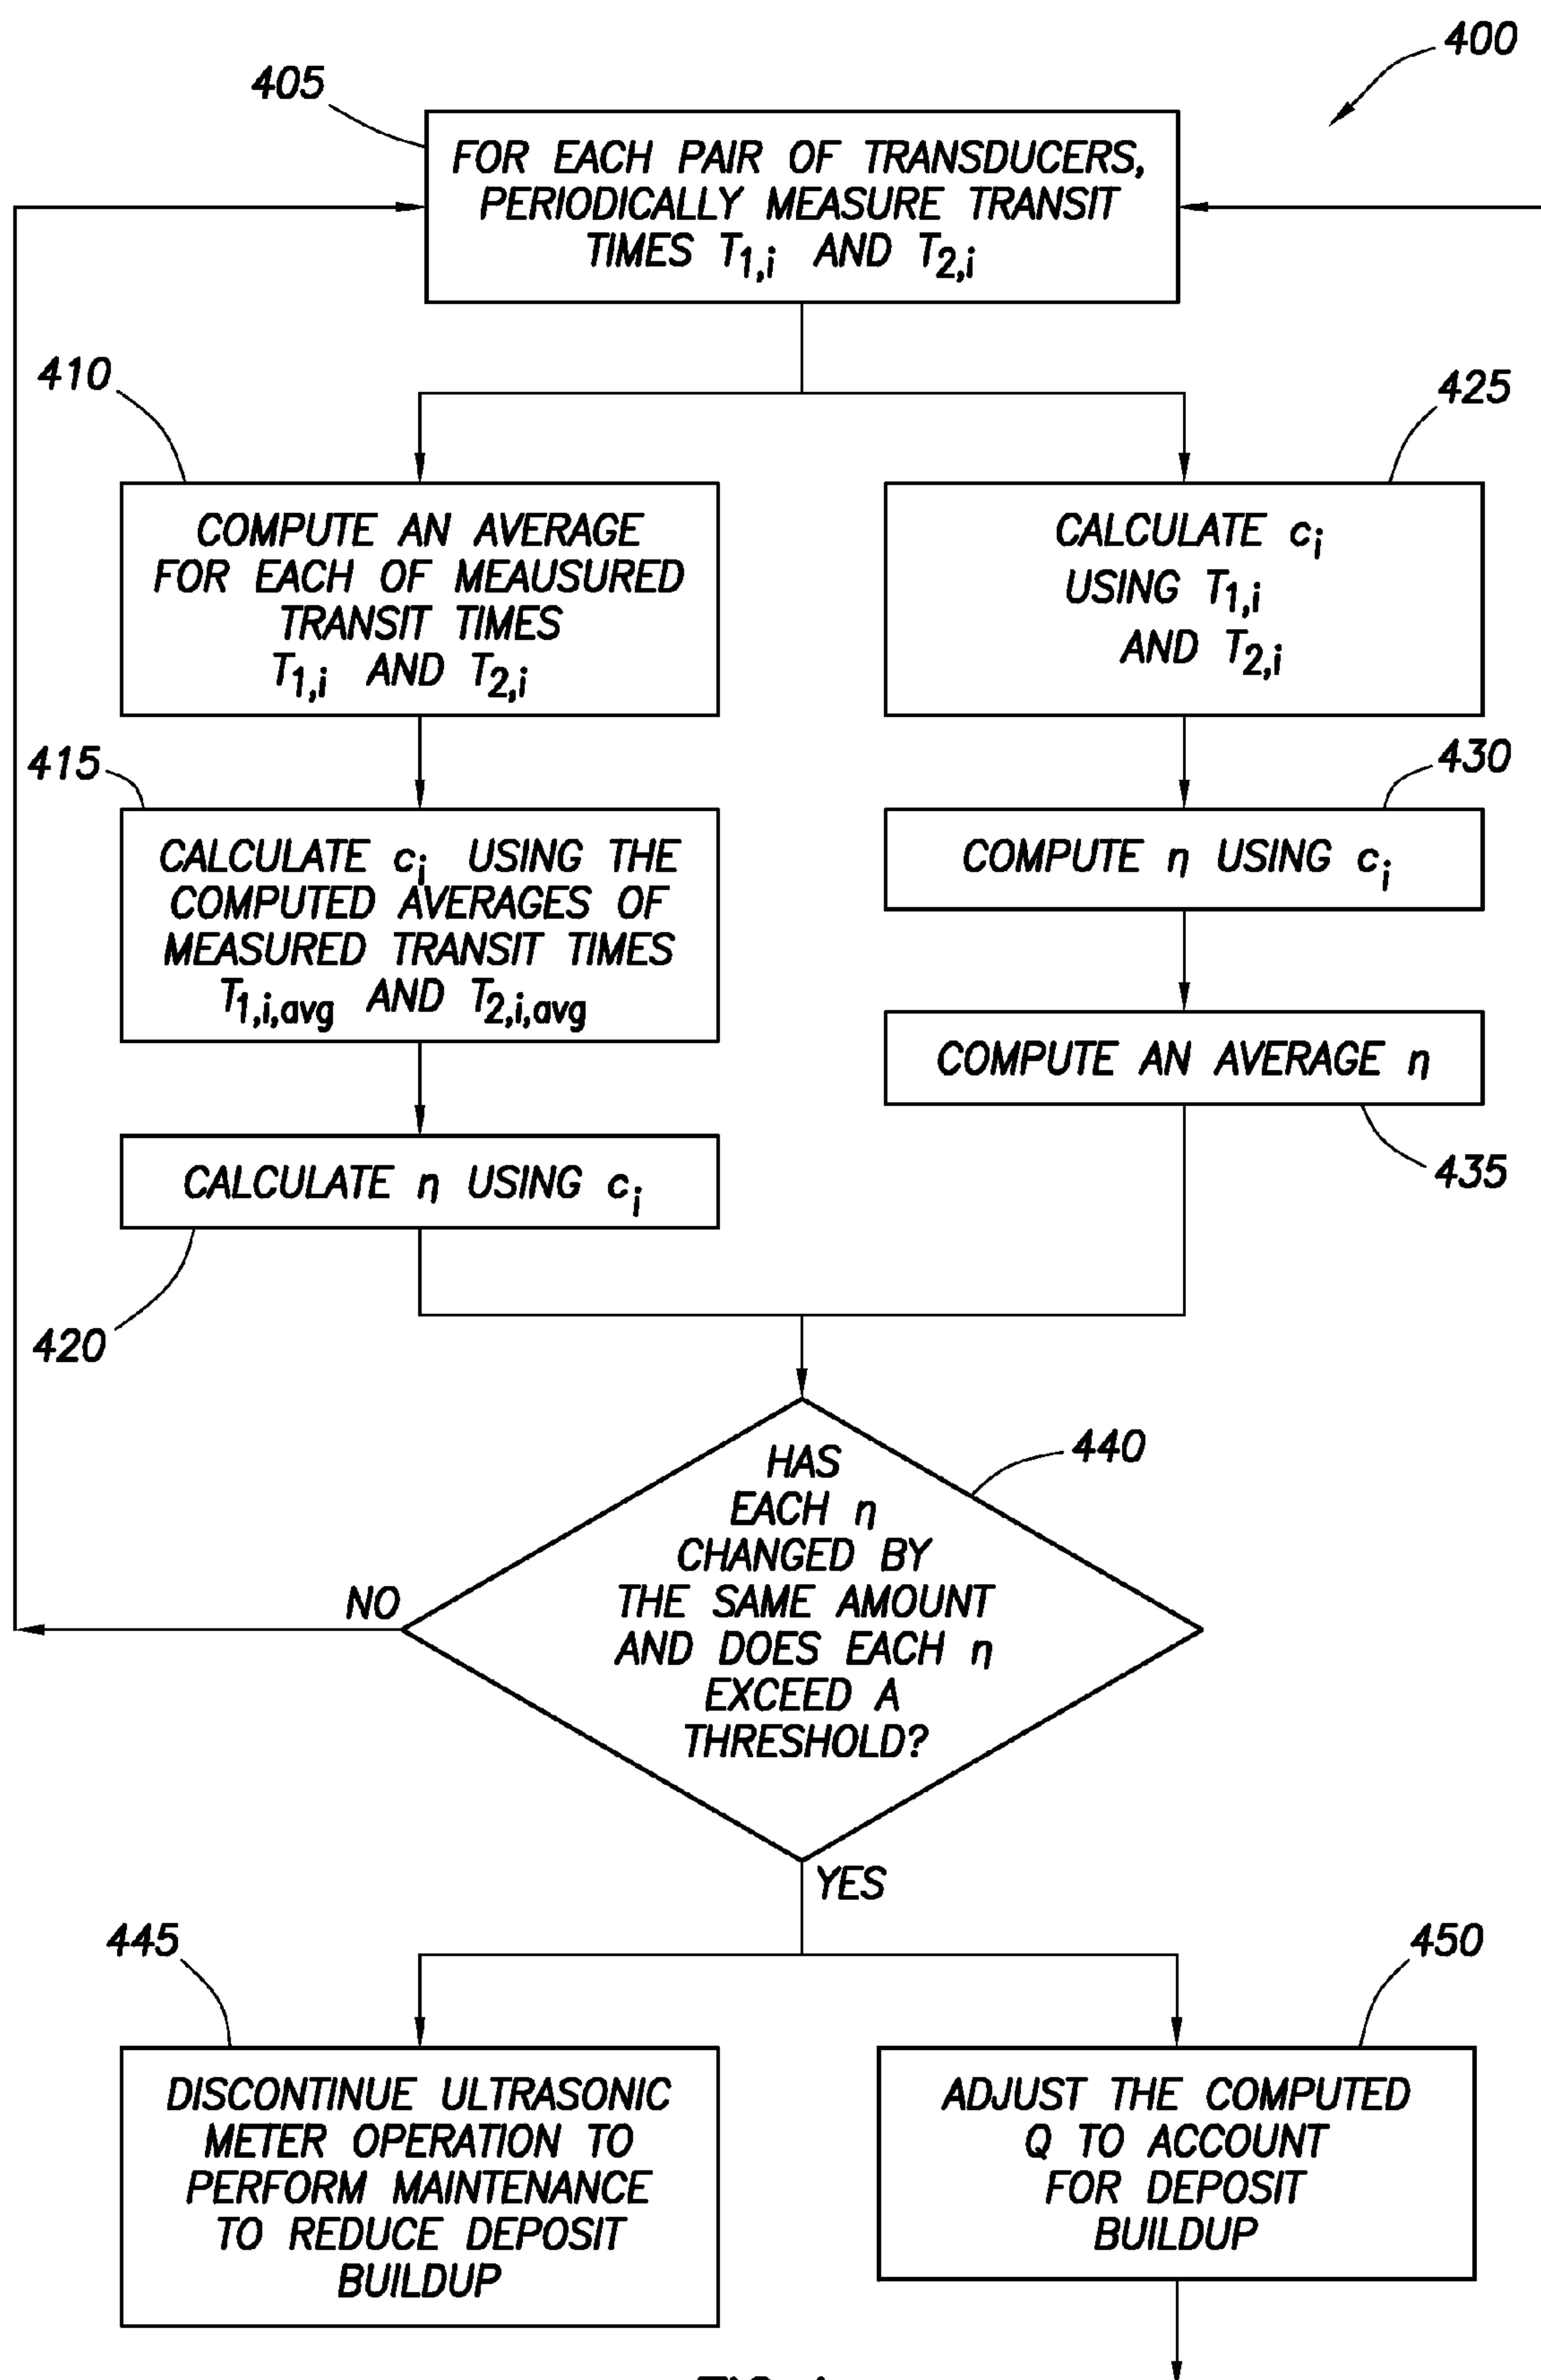 400
405
FOR EACH PAIR OF TRANSDUCERS,
PERIODICALLY MEASURE TRANSIT
TIMES T1,i AND T2,i
410
COMPUTE AN AVERAGE
FOR EACH OF MEAUSURED
TRANSIT TIMES
T1,i AND T2,i
425
CALCULATE ci
USING T1,i
AND T2,i
415
CALCULATE ci USING THE
COMPUTED AVERAGES OF
MEASURED TRANSIT TIMES
T1,i,avg AND T2,i,avg
430
COMPUTE η USING ci
COMPUTE AN AVERAGE η
435
CALCULATE η USING ci
420
HAS
EACH η
CHANGED BY
THE SAME AMOUNT
AND DOES EACH η
EXCEED A
THRESHOLD?
440
NO
YES
445
DISCONTINUE ULTRASONIC
METER OPERATION TO
PERFORM MAINTENANCE
TO REDUCE DEPOSIT
BUILDUP
450
ADJUST THE COMPUTED
Q TO ACCOUNT
FOR DEPOSIT
BUILDUP